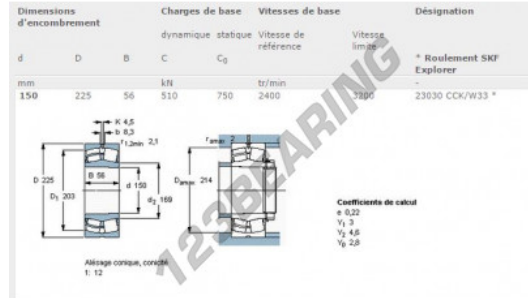 Dimensions d'encombrement
Charges de base
Vitesses de base
Désignation
dynamique
statique
Vitesse de référence
Vitesse limite
d
D
B
C
C0
* Roulement SKF Explorer
mm
kN
tr/min
-
150
225
56
510
750
2400
3200
23030 CCK/W33 *
K 4,5
b 8,3
r1,2min 2,1
D 225
D1 203
B 56
d 150
d2 169
ramax 2
Damax 214
Alésage conique, conicité
1: 12
Coefficients de calcul
e 0,22
Y1 3
Y2 4,6
Y0 2,8
123BEARING